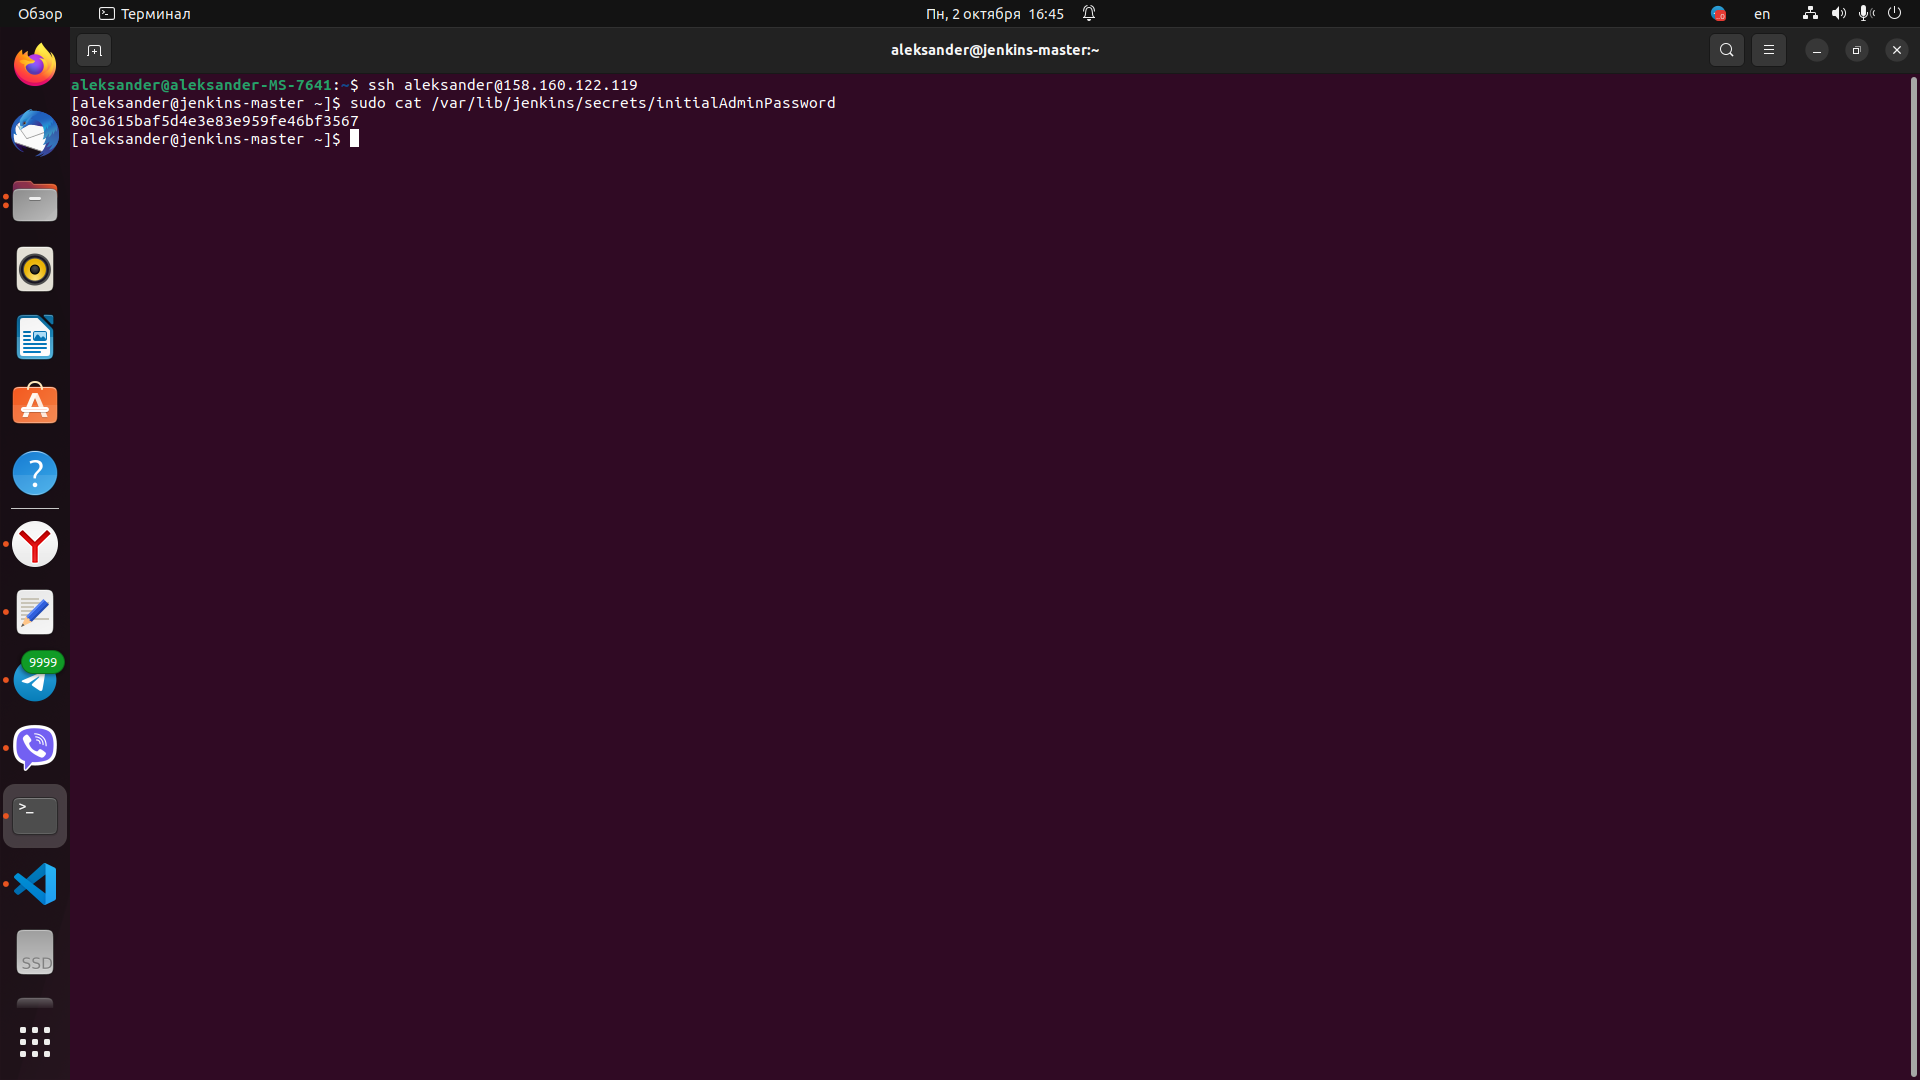 Обзор
Терминал
Пн, 2 октября 16:45
en
aleksander@jenkins-master:~
aleksander@aleksander-MS-7641:~$ ssh aleksander@158.160.122.119
[aleksander@jenkins-master ~]$ sudo cat /var/lib/jenkins/secrets/initialAdminPassword
80c3615baf5d4e3e83e959fe46bf3567
[aleksander@jenkins-master ~]$
9999
>_
SSD